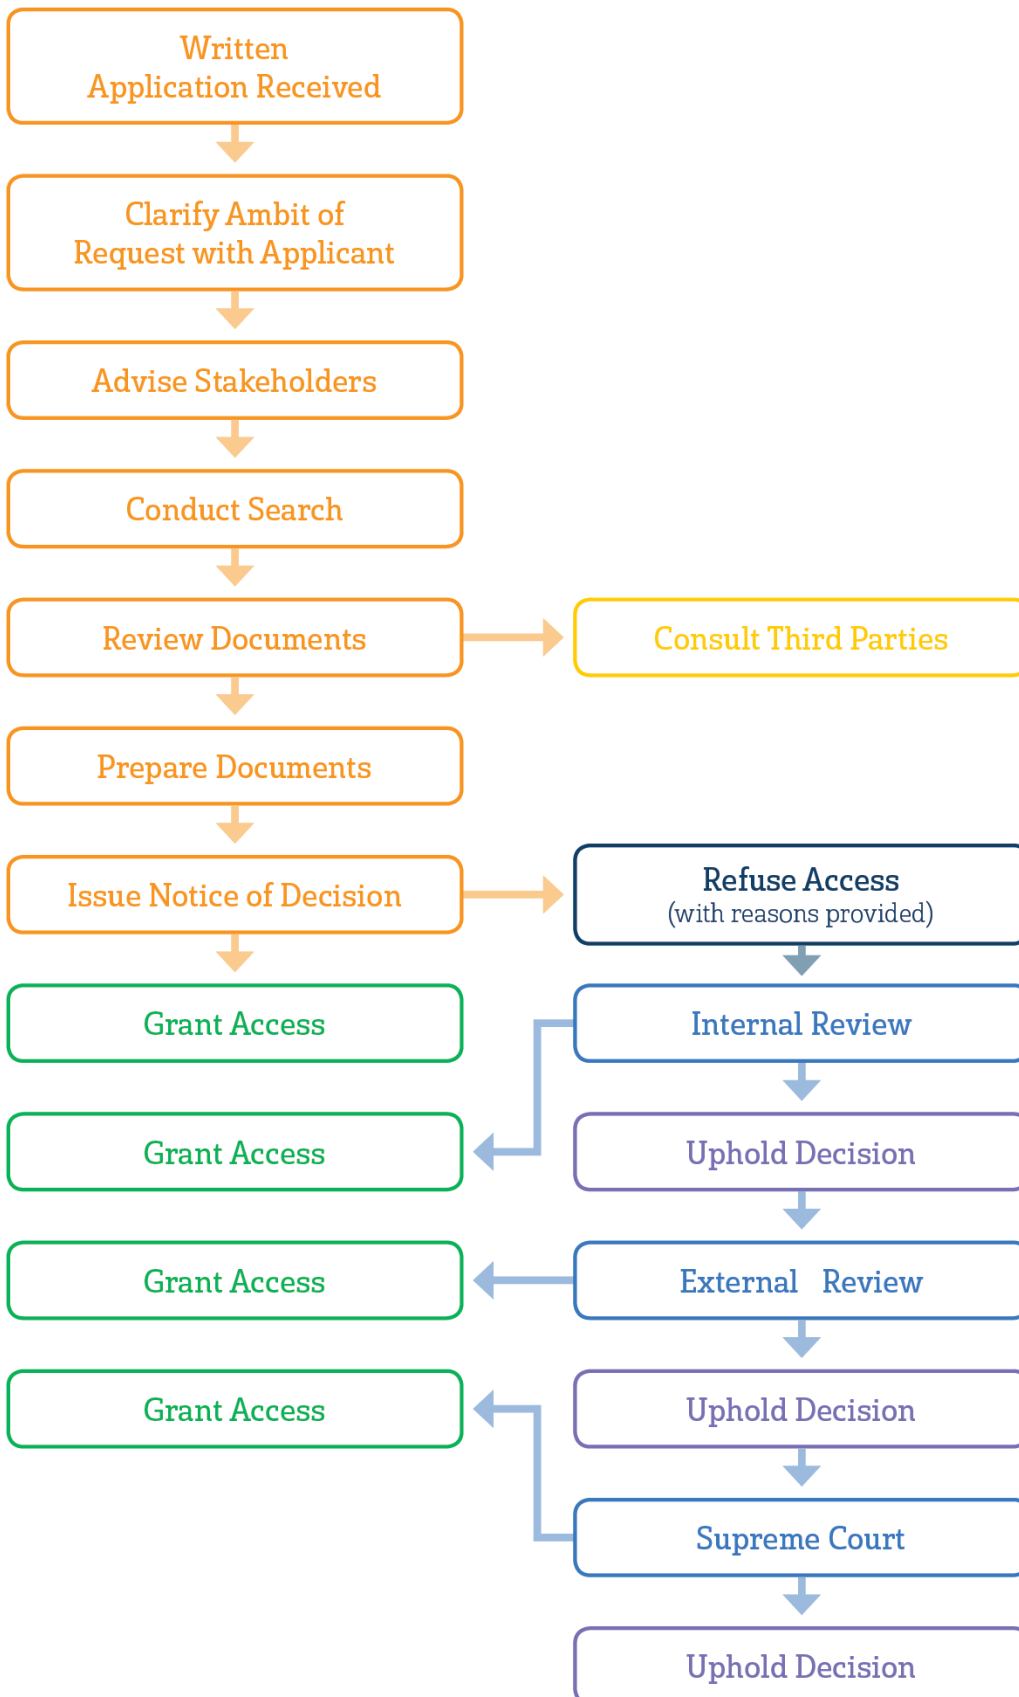 Written
Application Received
Clarify Ambit of
Request with Applicant
Advise Stakeholders
Conduct Search
Review Documents
Consult Third Parties
Prepare Documents
Issue Notice of Decision
Refuse Access
(with reasons provided)
Grant Access
Internal Review
Grant Access
Uphold Decision
Grant Access
External Review
Grant Access
Uphold Decision
Supreme Court
Uphold Decision